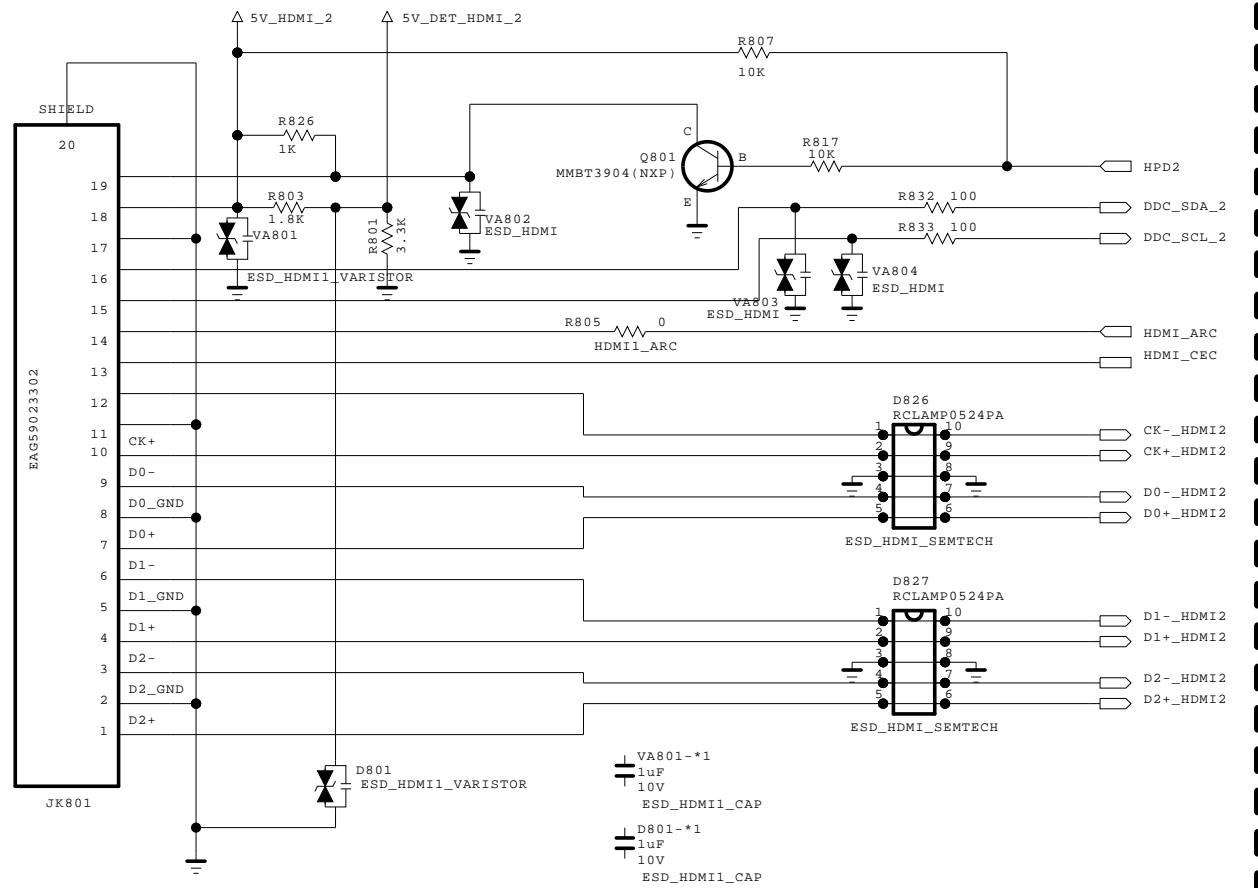 5V_HDMI_2
5V_DET_HDMI_2
R807
10K
SHIELD
20
R826
1K
C
Q801
MMBT3904(NXP)
B
E
R817
10K
HPD2
19
R803
1.8K
R832 100
DDC_SDA_2
18
VA801
R801
3.3K
VA802
ESD_HDMI
R833 100
DDC_SCL_2
17
ESD_HDMI1_VARISTOR
16
VA804
ESD_HDMI
VA803
ESD_HDMI
15
R805 0
HDMI1_ARC
HDMI_ARC
14
HDMI_CEC
13
EAG59023302
12
D826
RCLAMP0524PA
11
CK+
10
D0-
9
D0_GND
8
D0+
7
1
2
3
4
5
10
9
8
7
6
CK-_HDMI2
CK+_HDMI2
D0-_HDMI2
D0+_HDMI2
ESD_HDMI_SEMTECH
D1-
6
D1_GND
5
D1+
4
D2-
3
D2_GND
2
D2+
1
D827
RCLAMP0524PA
1
2
3
4
5
10
9
8
7
6
D1-_HDMI2
D1+_HDMI2
D2-_HDMI2
D2+_HDMI2
ESD_HDMI_SEMTECH
JK801
D801
ESD_HDMI1_VARISTOR
VA801-*1
1uF
10V
ESD_HDMI1_CAP
D801-*1
1uF
10V
ESD_HDMI1_CAP